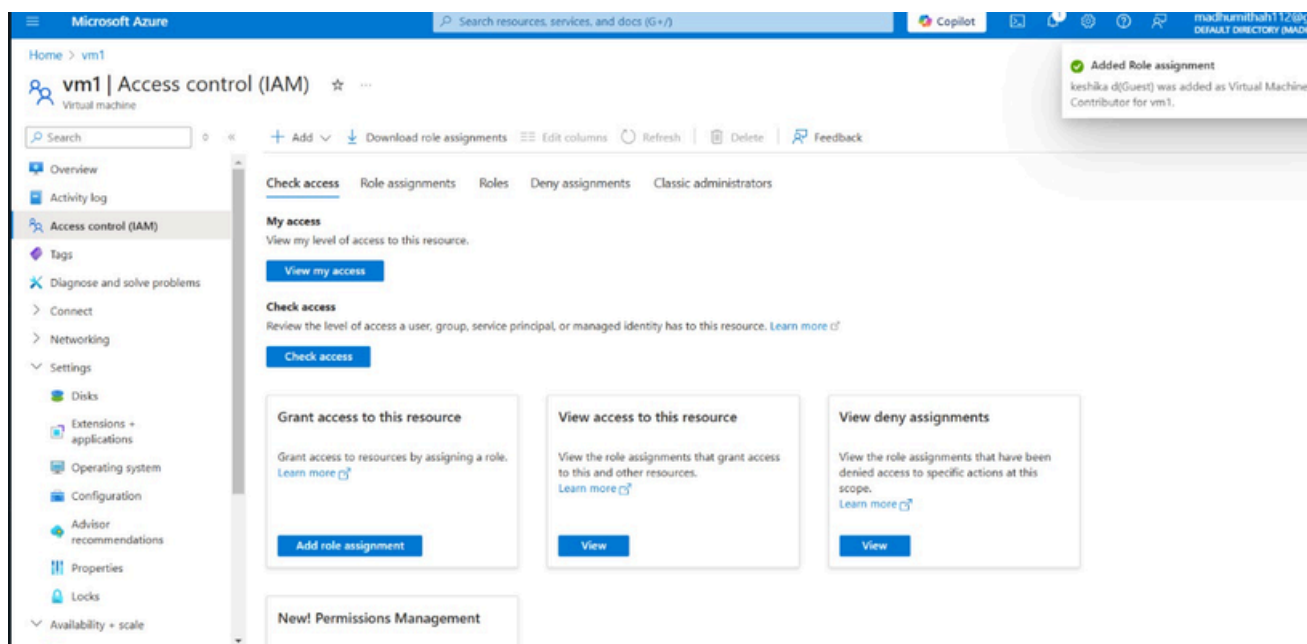 Microsoft Azure
Search resources, services, and docs (G+/)
Copilot
1
madhumithah112@g
DEFAULT DIRECTORY (MADH
Home > vm1
vm1 | Access control (IAM)
Virtual machine
Added Role assignment
keshika d(Guest) was added as Virtual Machine
Contributor for vm1.
Search
Add
Download role assignments
Edit columns
Refresh
Delete
Feedback
Overview
Activity log
Access control (IAM)
Tags
Diagnose and solve problems
Connect
Networking
Settings
Disks
Extensions +
applications
Operating system
Configuration
Advisor
recommendations
Properties
Locks
Availability + scale
Check access
Role assignments
Roles
Deny assignments
Classic administrators
My access
View my level of access to this resource.
View my access
Check access
Review the level of access a user, group, service principal, or managed identity has to this resource. Learn more
Check access
Grant access to this resource
Grant access to resources by assigning a role.
Learn more
Add role assignment
View access to this resource
View the role assignments that grant access
to this and other resources.
Learn more
View
View deny assignments
View the role assignments that have been
denied access to specific actions at this
scope.
Learn more
View
New! Permissions Management